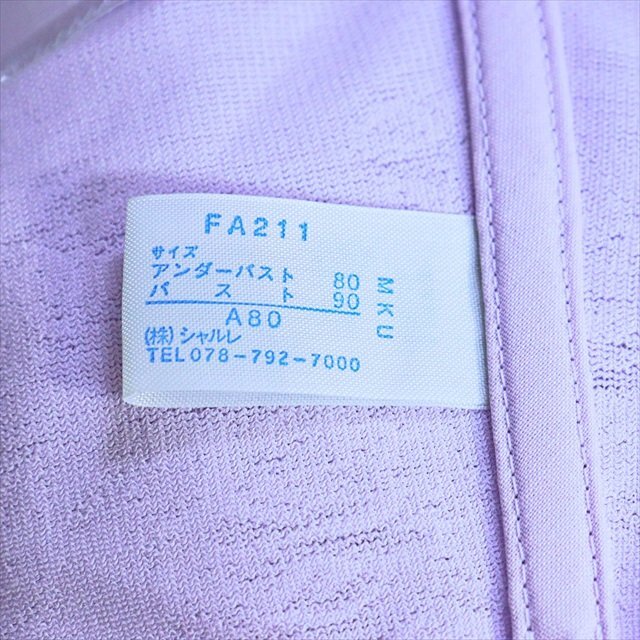 FA211
サイズ
アンダーバスト 80
バスト 90
A80
(株)シャルレ
TEL078-792-7000
MKU